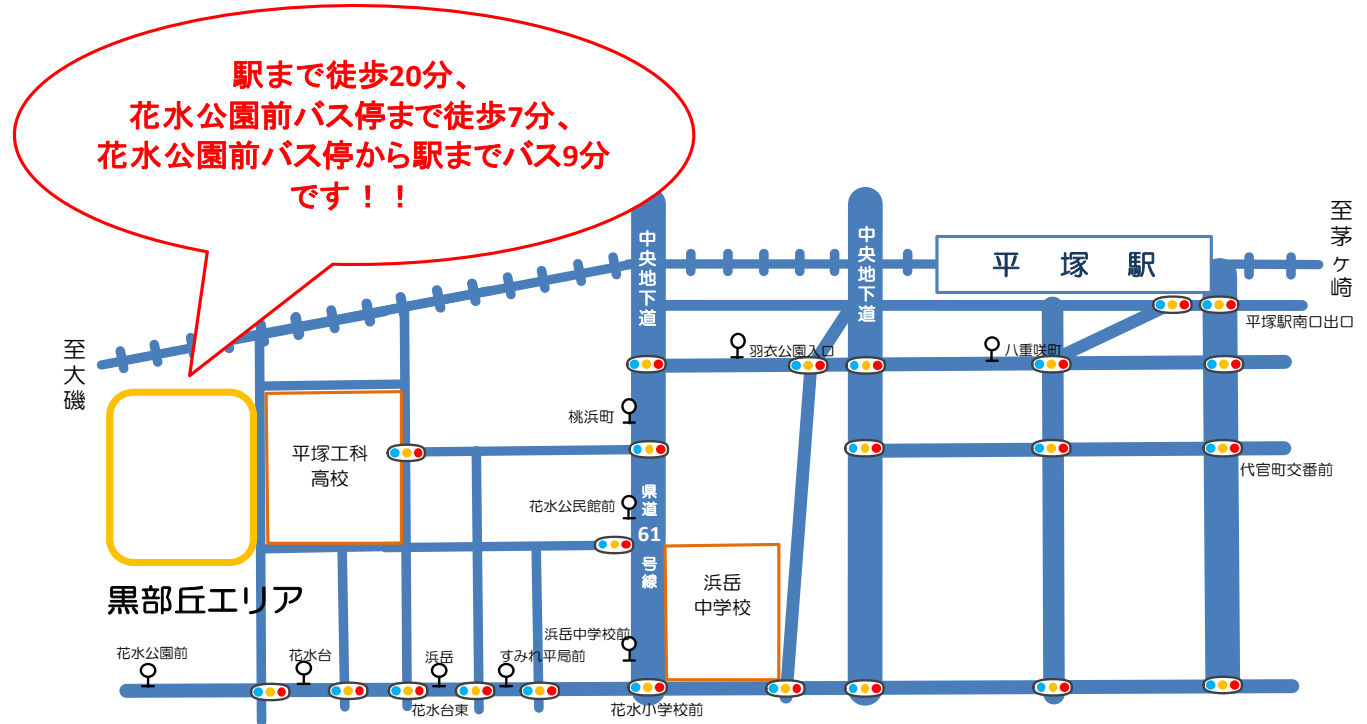 駅まで徒歩20分、
花水公園前バス停まで徒歩7分、
花水公園前バス停から駅までバス9分
です！！
至茅ヶ崎
中央地下道
中央地下道
平塚駅
平塚駅南口出口
至大磯
羽衣公園入口
八重咲町
桃浜町
平塚工科
高校
代官町交番前
花水公民館前
県道61号線
浜岳
中学校
黒部丘エリア
浜岳中学校前
花水公園前
花水台
浜岳
すみれ平局前
花水台東
花水小学校前